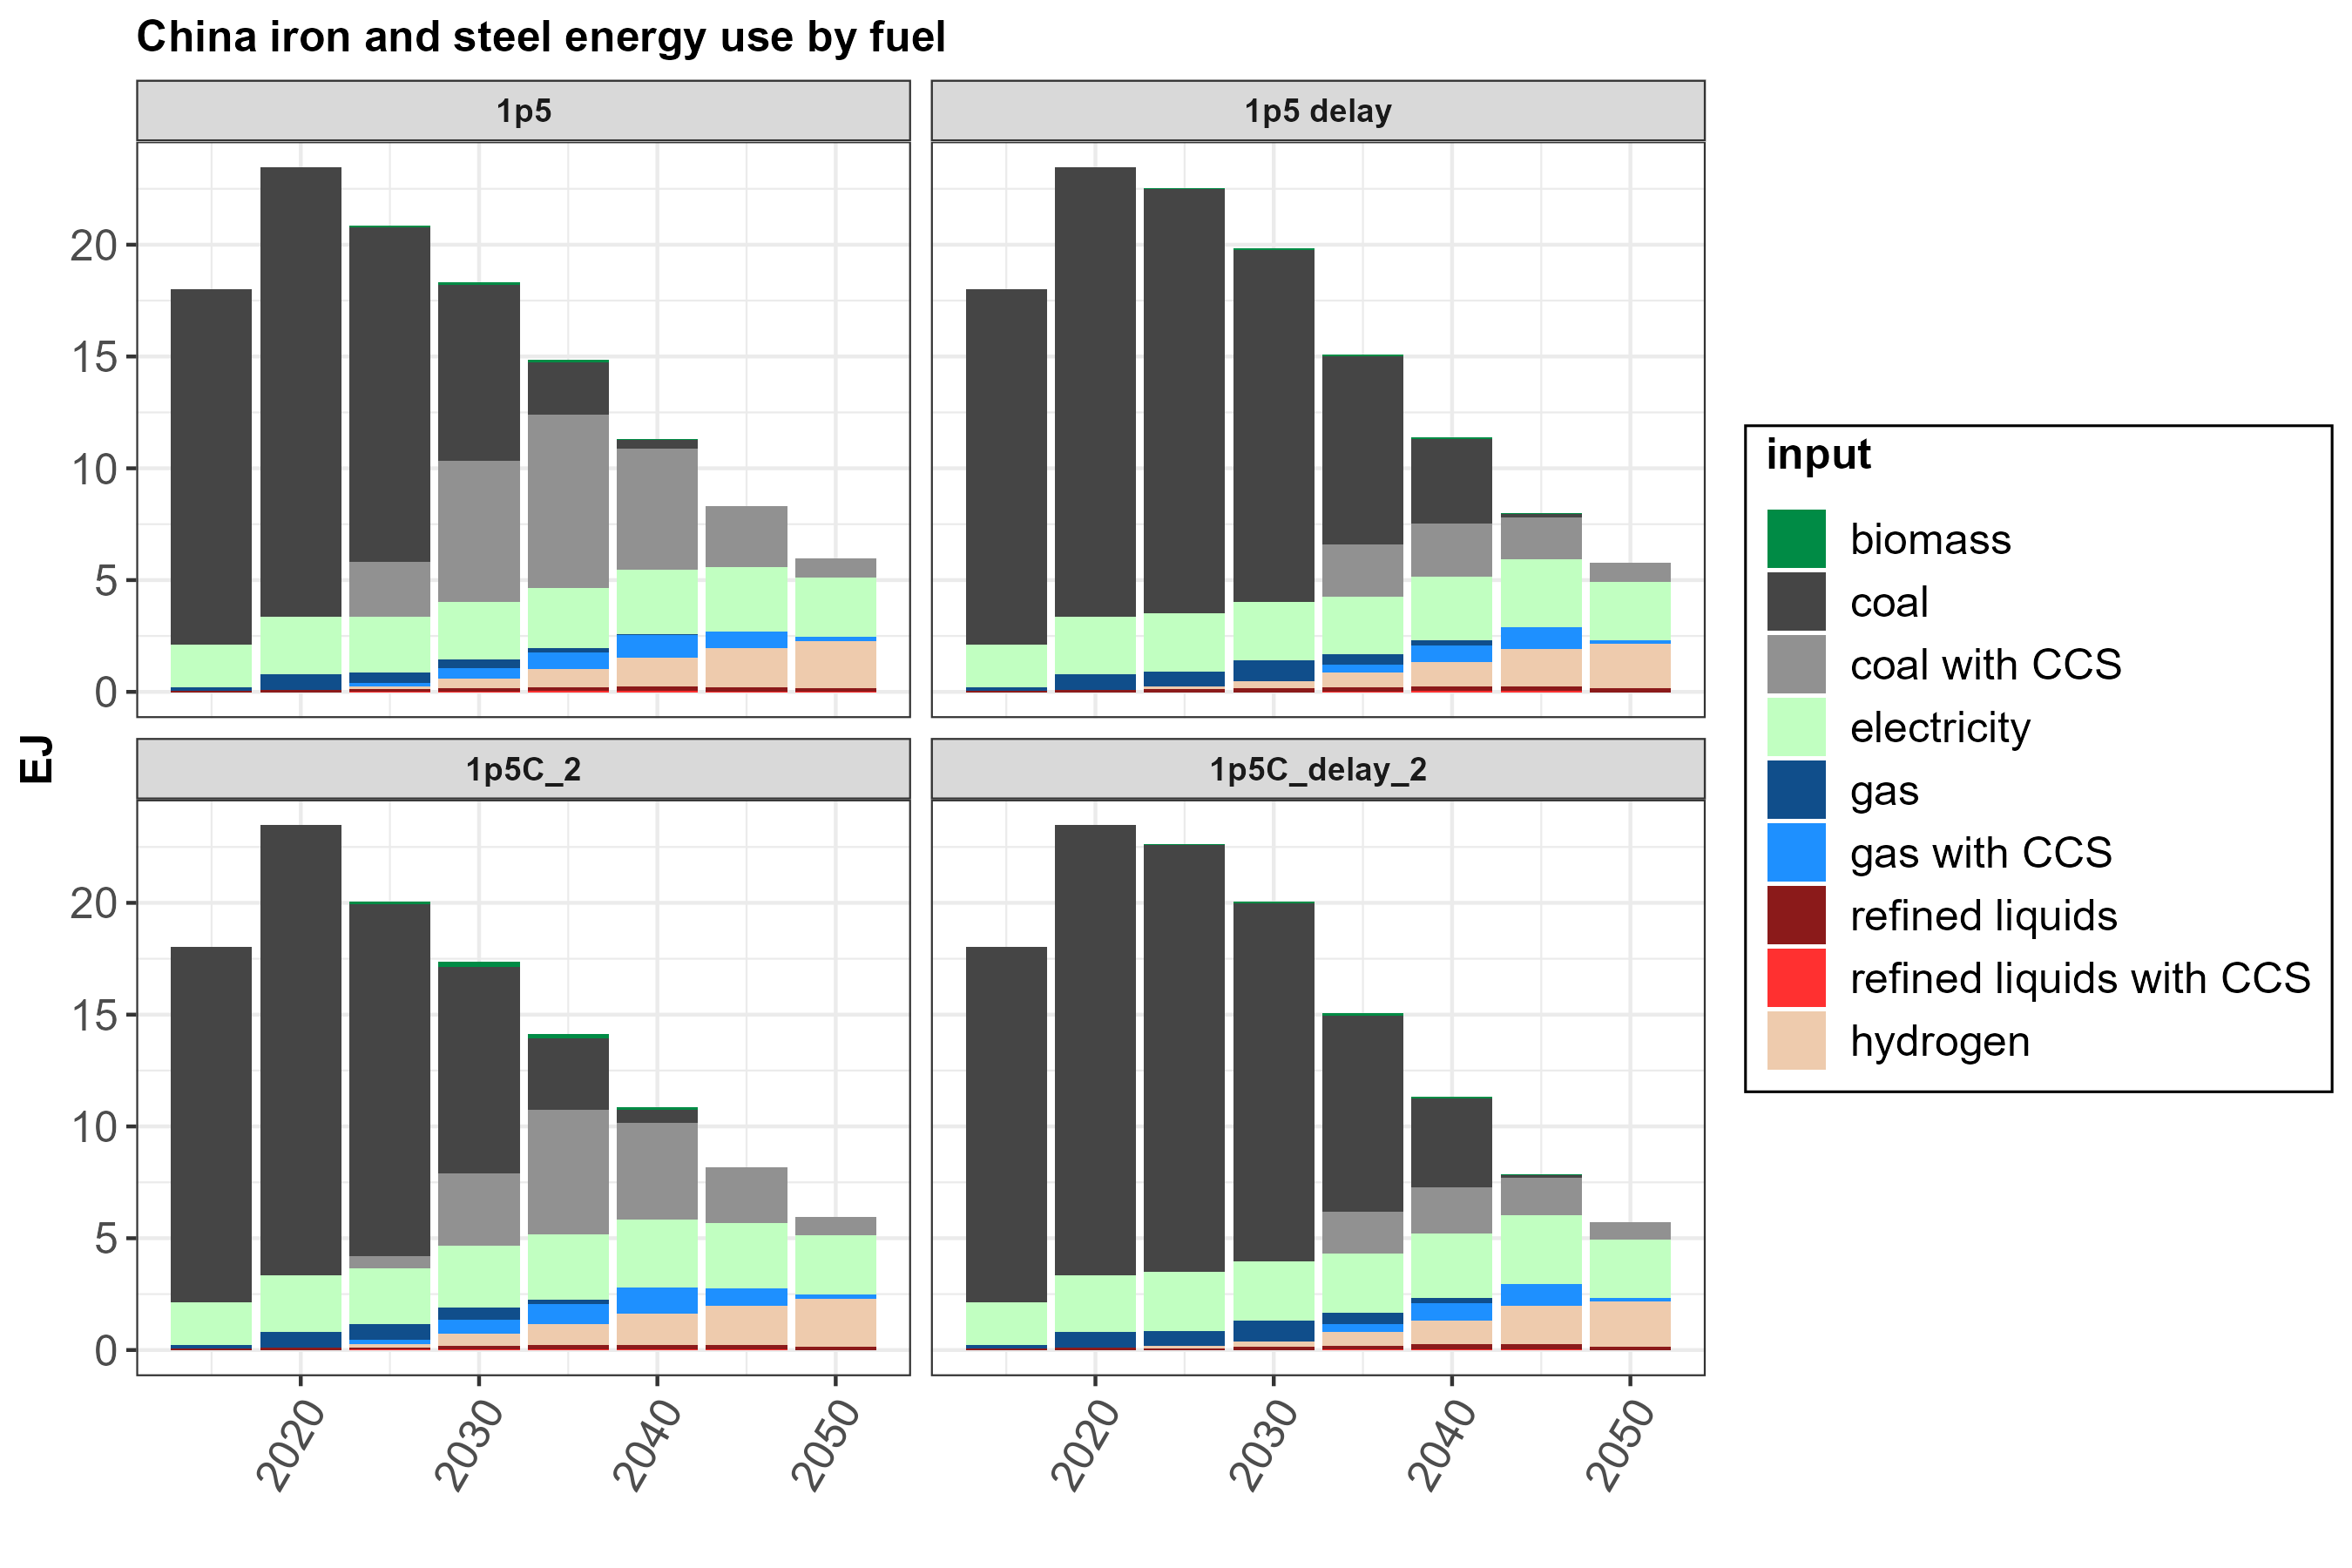 China iron and steel energy use by fuel
1p5
1p5 delay
20
15
10
5
0
EJ
1p5C_2
1p5C_delay_2
20
15
10
5
0
2020
2030
2040
2050
2020
2030
2040
2050
input
biomass
coal
coal with CCS
electricity
gas
gas with CCS
refined liquids
refined liquids with CCS
hydrogen